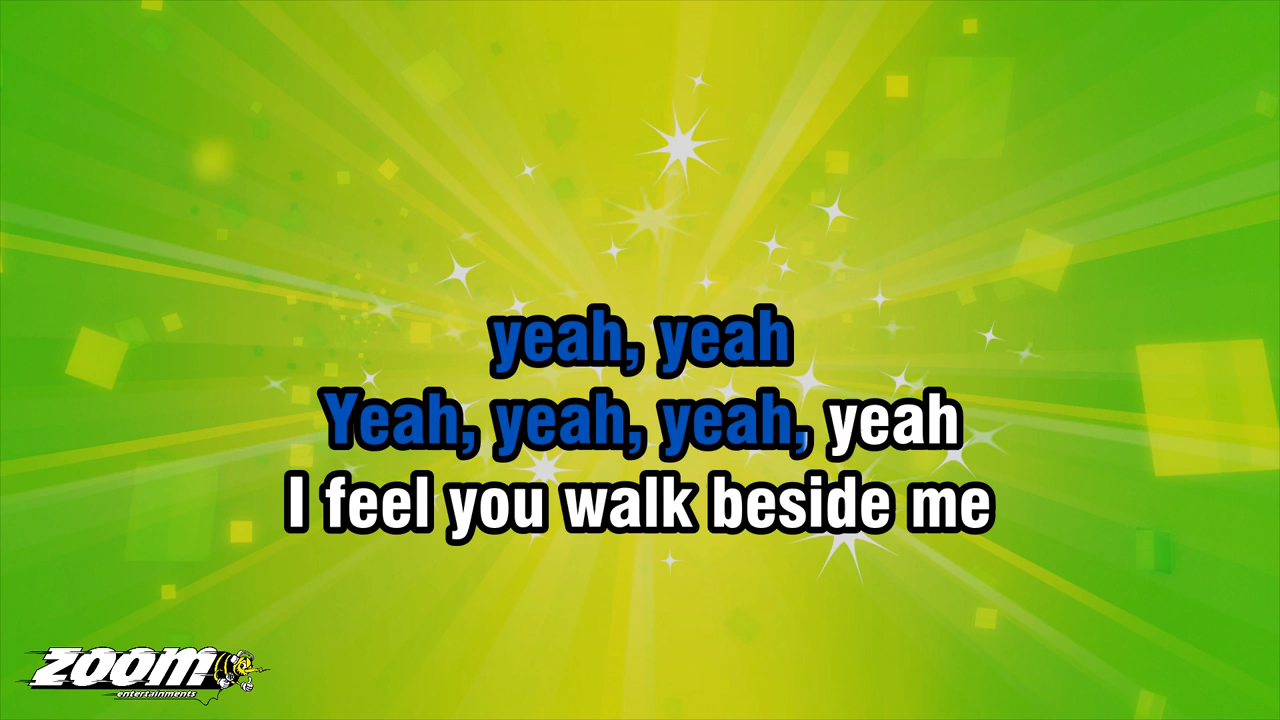 yeah, yeah
Yeah, yeah, yeah, yeah
I feel you walk beside me
ZOOM
entertainments